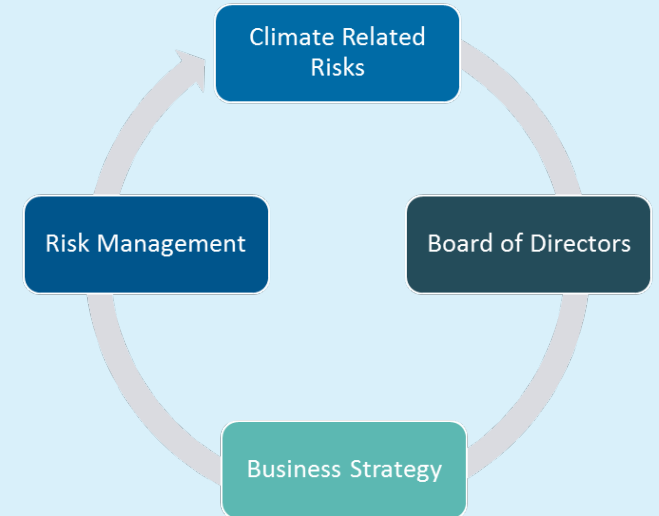 Climate Related
Risks
Risk Management
Board of Directors
Business Strategy